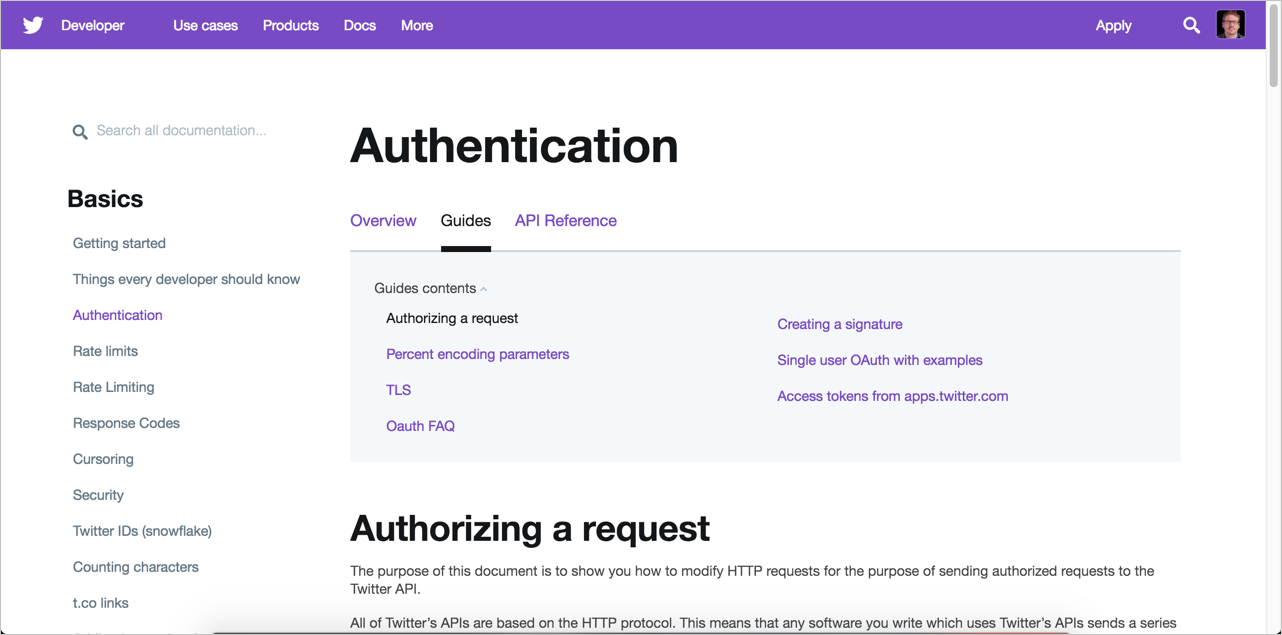 Developer
Use cases
Products
Docs
More
Apply
Search all documentation...
Basics
Getting started
Things every developer should know
Authentication
Rate limits
Rate Limiting
Response Codes
Cursoring
Security
Twitter IDs (snowflake)
Counting characters
t.co links
Authentication
Overview
Guides
API Reference
Guides contents
Authorizing a request
Percent encoding parameters
TLS
Oauth FAQ
Creating a signature
Single user OAuth with examples
Access tokens from apps.twitter.com
Authorizing a request
The purpose of this document is to show you how to modify HTTP requests for the purpose of sending authorized requests to the
Twitter API.
All of Twitter’s APIs are based on the HTTP protocol. This means that any software you write which uses Twitter’s APIs sends a series